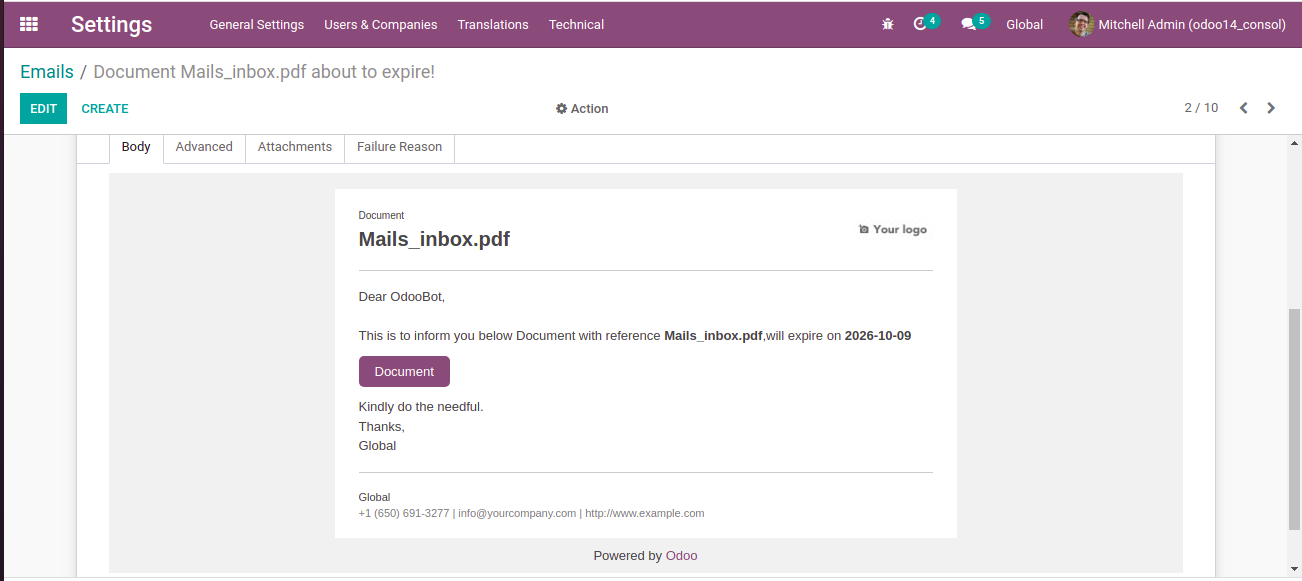 Settings General Settings Users & Companies Translations Technical 4 5 Global Mitchell Admin (odoo14_consol)
Emails / Document Mails_inbox.pdf about to expire!
EDIT CREATE Action 2 / 10
Body Advanced Attachments Failure Reason
Document
Mails_inbox.pdf
Your logo
Dear OdooBot,
This is to inform you below Document with reference Mails_inbox.pdf,will expire on 2026-10-09
Document
Kindly do the needful.
Thanks,
Global
Global
+1 (650) 691-3277 | info@yourcompany.com | http://www.example.com
Powered by Odoo